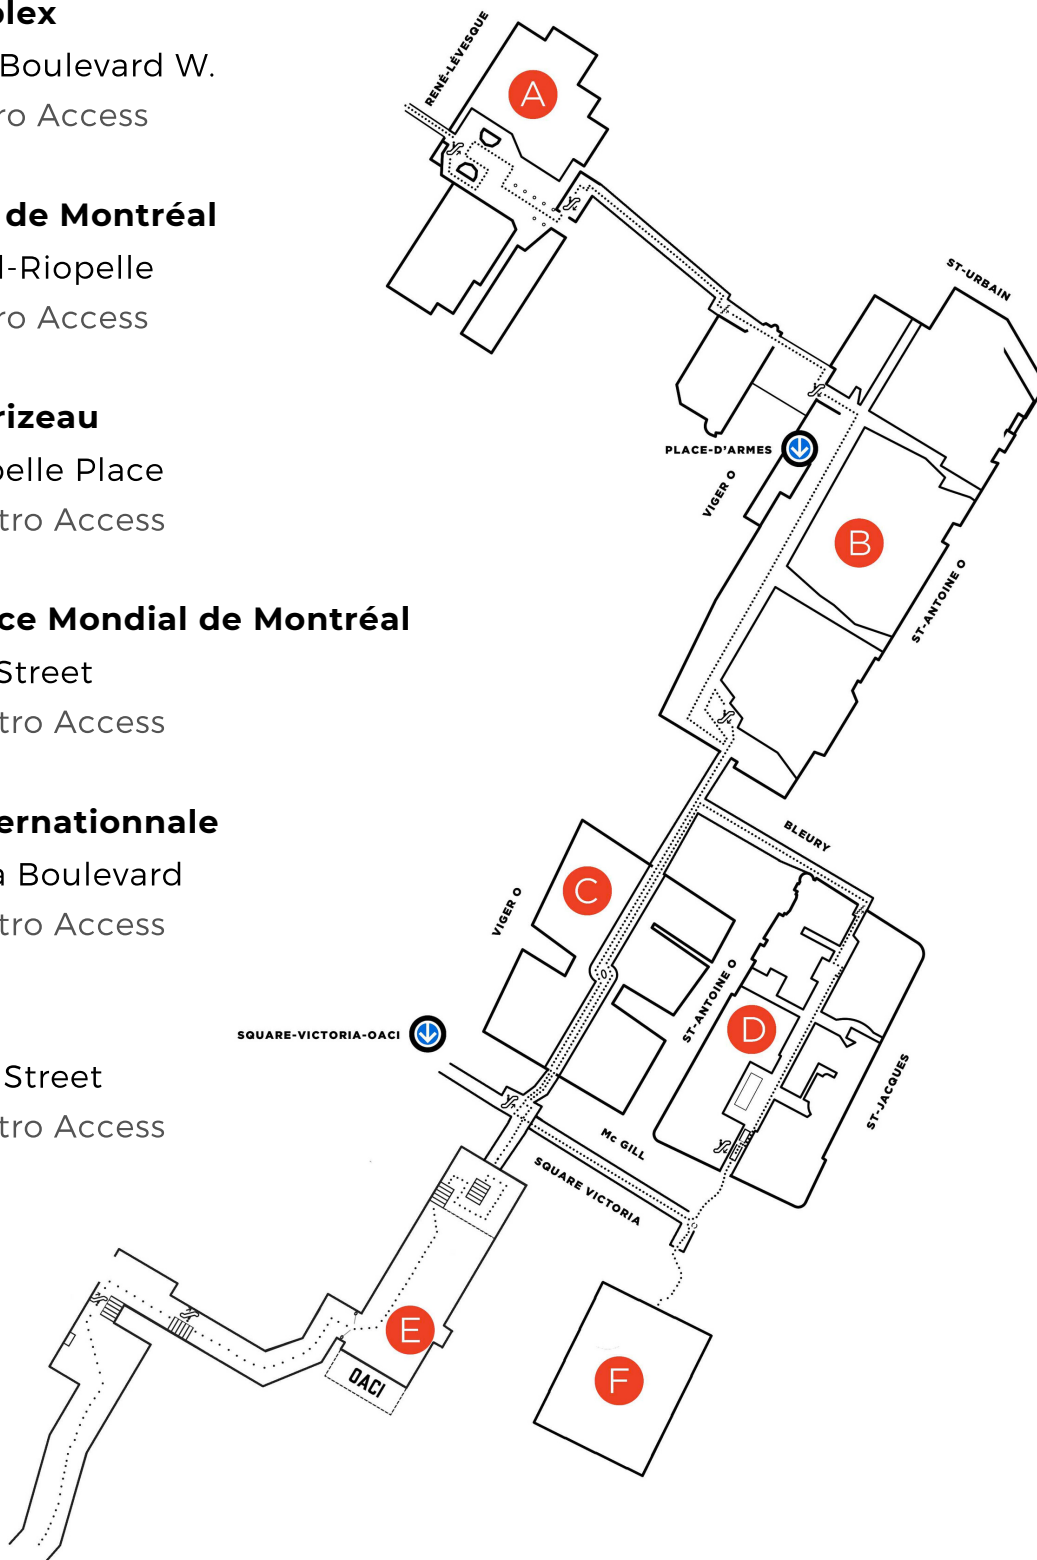 plex
Boulevard W.
ro Access
de Montréal
l-Riopelle
ro Access
rizeau
pelle Place
tro Access
ce Mondial de Montréal
Street
tro Access
ernationnale
a Boulevard
tro Access
Street
tro Access
RENÉ-LÉVESQUE
A
ST-URBAIN
PLACE-D'ARMES
VIGER O
B
ST-ANTOINE O
BLEURY
C
VIGER O
ST-ANTOINE O
D
SQUARE-VICTORIA-OACI
ST-JACQUES
Mc GILL
SQUARE VICTORIA
E
OACI
F